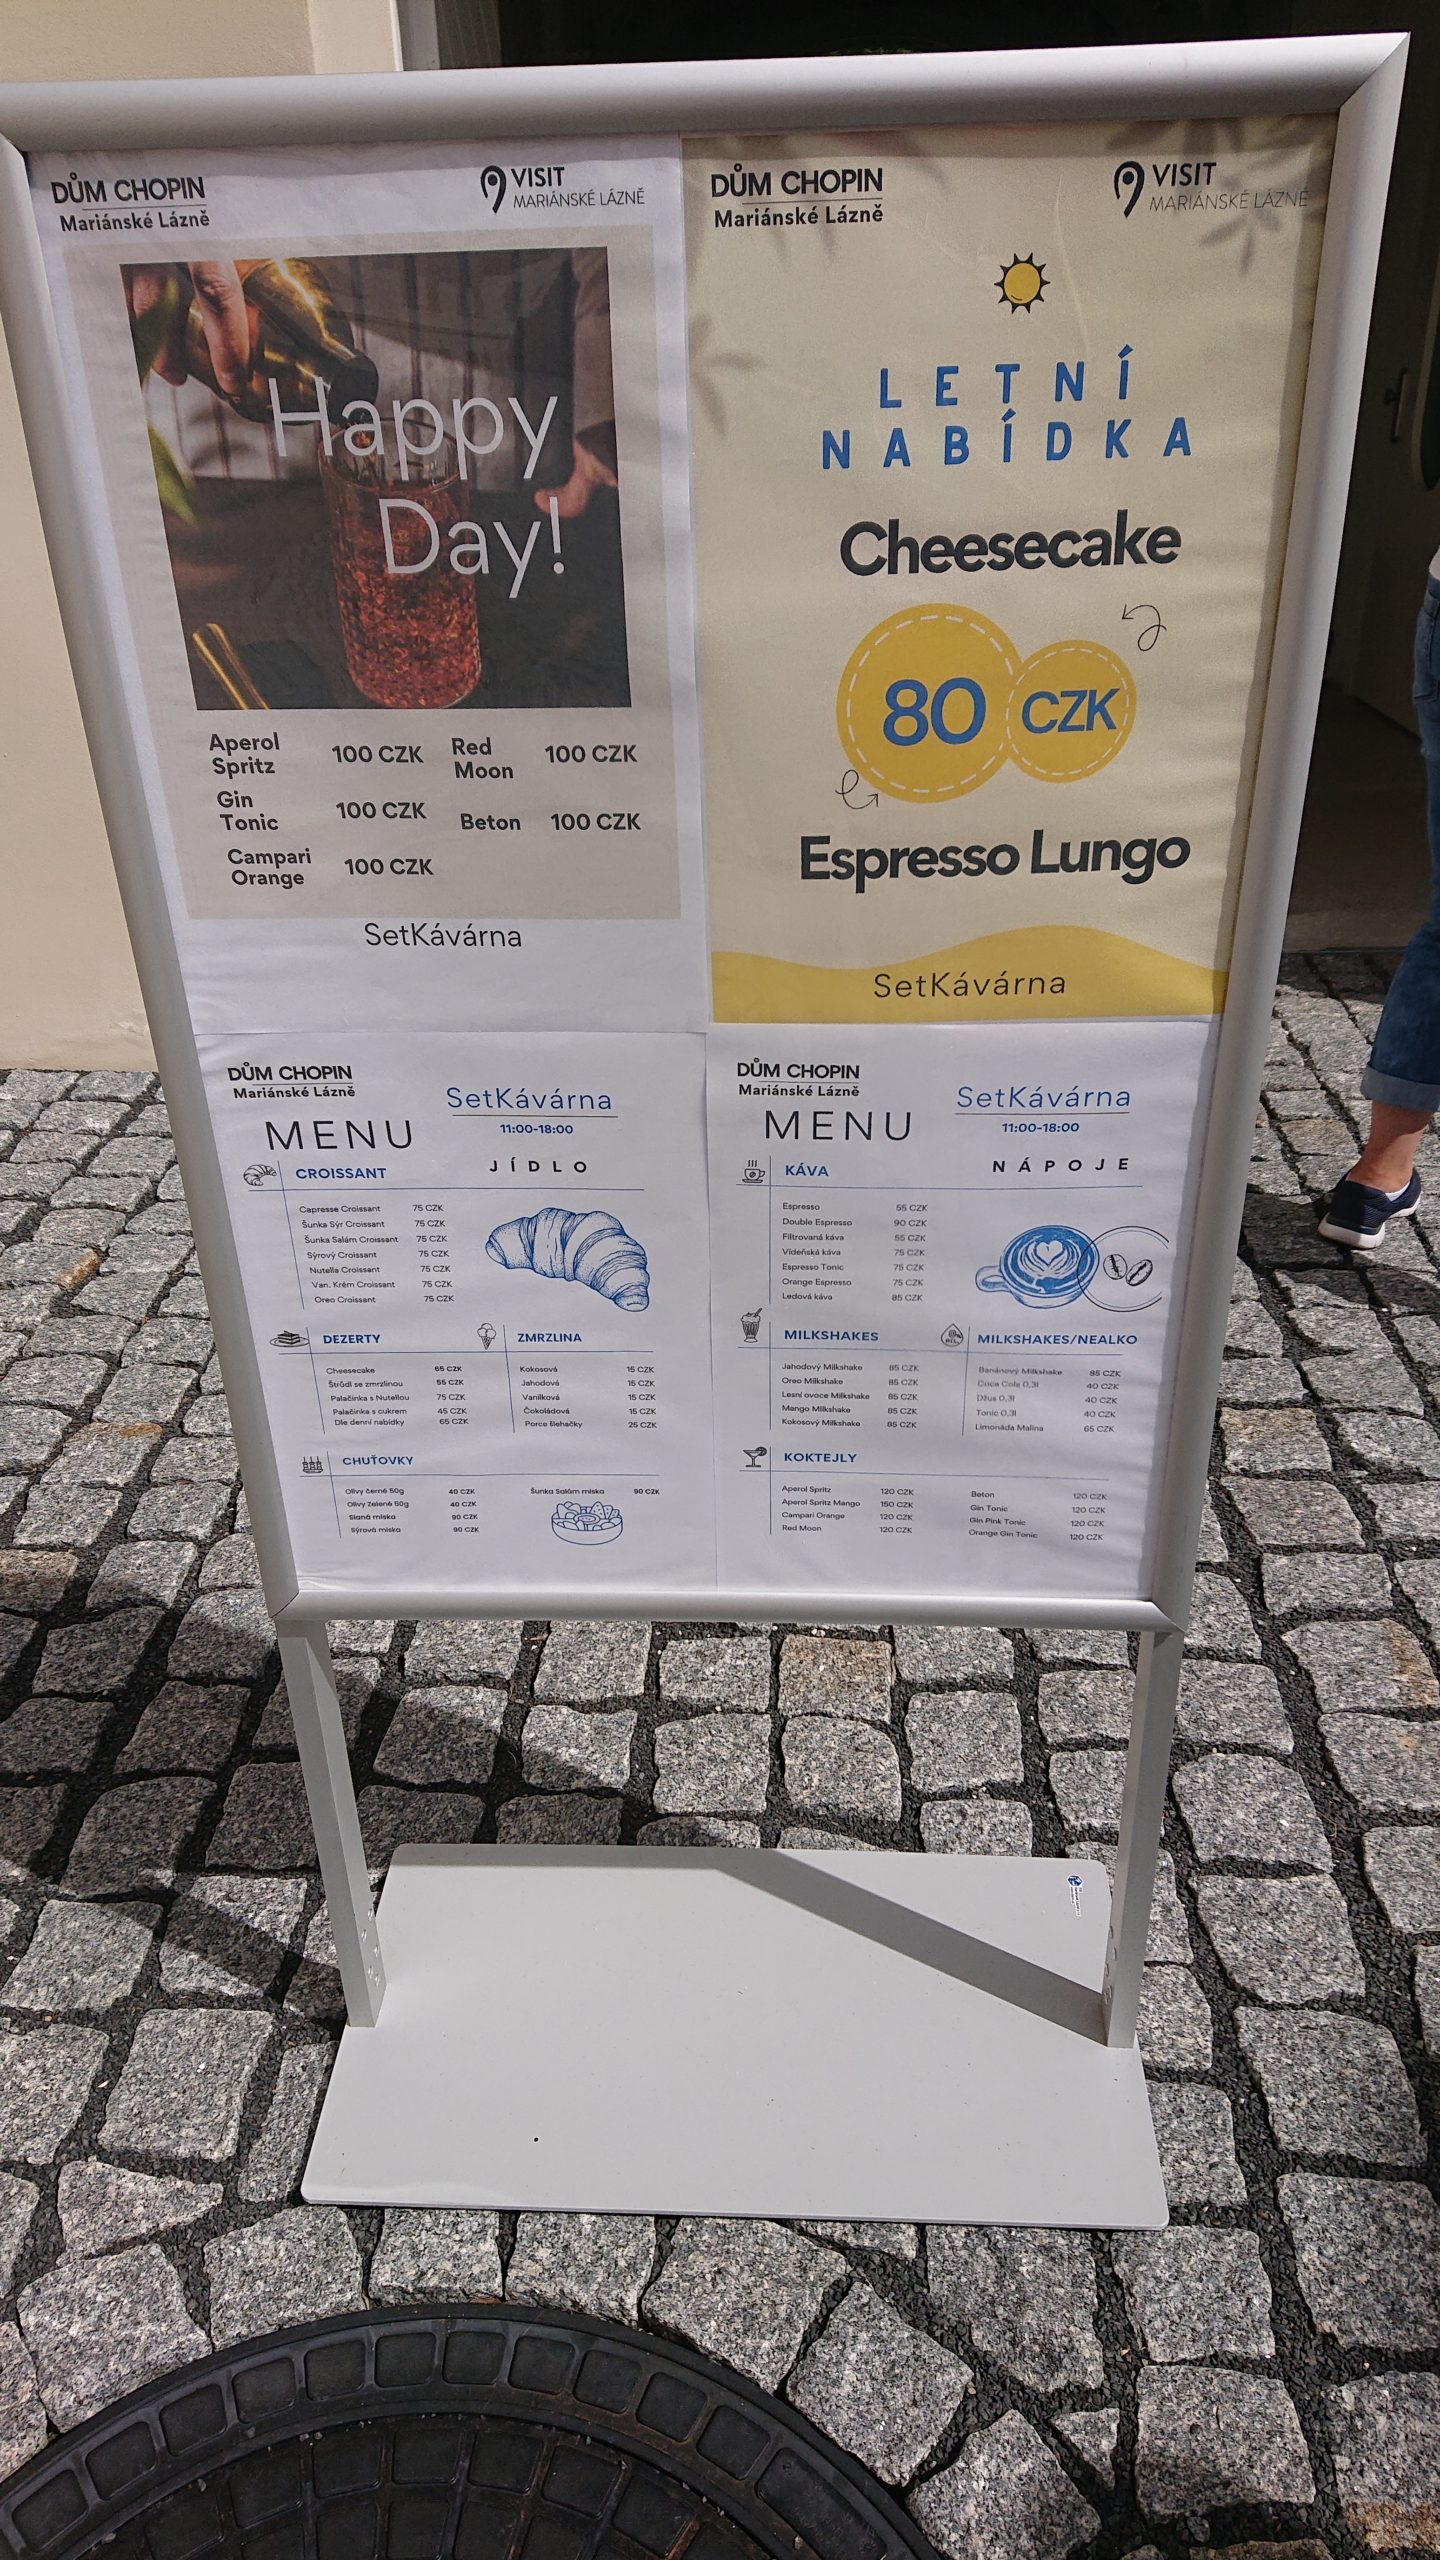 DŮM CHOPIN
Mariánské Lázně
VISIT
MARIÁNSKÉ LÁZNĚ
Happy
Day!
Aperol Spritz 100 CZK
Red Moon 100 CZK
Gin Tonic 100 CZK
Beton 100 CZK
Campari Orange 100 CZK
SetKávárna
DŮM CHOPIN
Mariánské Lázně
VISIT
MARIÁNSKÉ LÁZNĚ
LETNÍ
NABÍDKA
Cheesecake
80 CZK
Espresso Lungo
SetKávárna
DŮM CHOPIN
Mariánské Lázně
MENU
SetKávárna
11:00-18:00
JÍDLO
CROISSANT
Capresse Croissant 75 CZK
Šunka Sýr Croissant 75 CZK
Šunka Salám Croissant 75 CZK
Sýrový Croissant 75 CZK
Nutella Croissant 75 CZK
Van. Krém Croissant 75 CZK
Oreo Croissant 75 CZK
DEZERTY
Cheesecake 65 CZK
Štrůdl se zmrzlinou 55 CZK
Palačinka s Nutellou 75 CZK
Palačinka s cukrem 45 CZK
Dle denní nabídky 65 CZK
ZMRZLINA
Kokosová 15 CZK
Jahodová 15 CZK
Vanilková 15 CZK
Čokoládová 15 CZK
Porce šlehačky 25 CZK
CHUŤOVKY
Olivy černé 50g 40 CZK
Olivy Zelené 50g 40 CZK
Slaná miska 90 CZK
Sýrová miska 90 CZK
Šunka Salám miska 90 CZK
DŮM CHOPIN
Mariánské Lázně
MENU
SetKávárna
11:00-18:00
NÁPOJE
KÁVA
Espresso 55 CZK
Double Espresso 90 CZK
Filtrovaná káva 55 CZK
Vídeňská káva 75 CZK
Espresso Tonic 75 CZK
Orange Espresso 75 CZK
Ledová káva 85 CZK
MILKSHAKES
Jahodový Milkshake 85 CZK
Oreo Milkshake 85 CZK
Lesní ovoce Milkshake 85 CZK
Mango Milkshake 85 CZK
Kokosový Milkshake 85 CZK
MILKSHAKES/NEALKO
Banánový Milkshake 85 CZK
Coca Cola 0,3l 40 CZK
Džus 0,3l 40 CZK
Tonic 0,3l 40 CZK
Limonáda Malina 65 CZK
KOKTEJLY
Aperol Spritz 120 CZK
Aperol Spritz Mango 150 CZK
Campari Orange 120 CZK
Red Moon 120 CZK
Beton 120 CZK
Gin Tonic 120 CZK
Gin Pink Tonic 120 CZK
Orange Gin Tonic 120 CZK